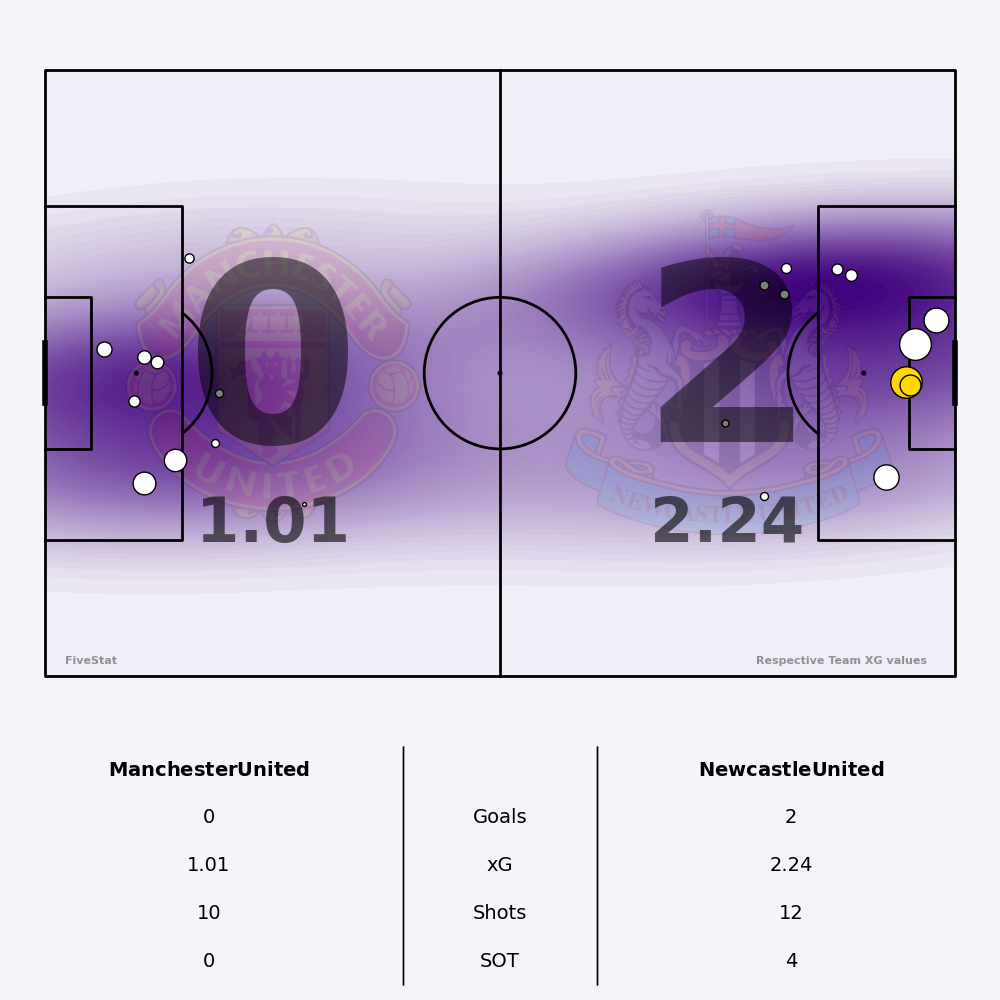 MANCHESTER
UNITED
NEWCASTLE UNITED
0
2
1.01
2.24
FiveStat
Respective Team XG values
ManchesterUnited
NewcastleUnited
0 Goals 2
1.01 xG 2.24
10 Shots 12
0 SOT 4